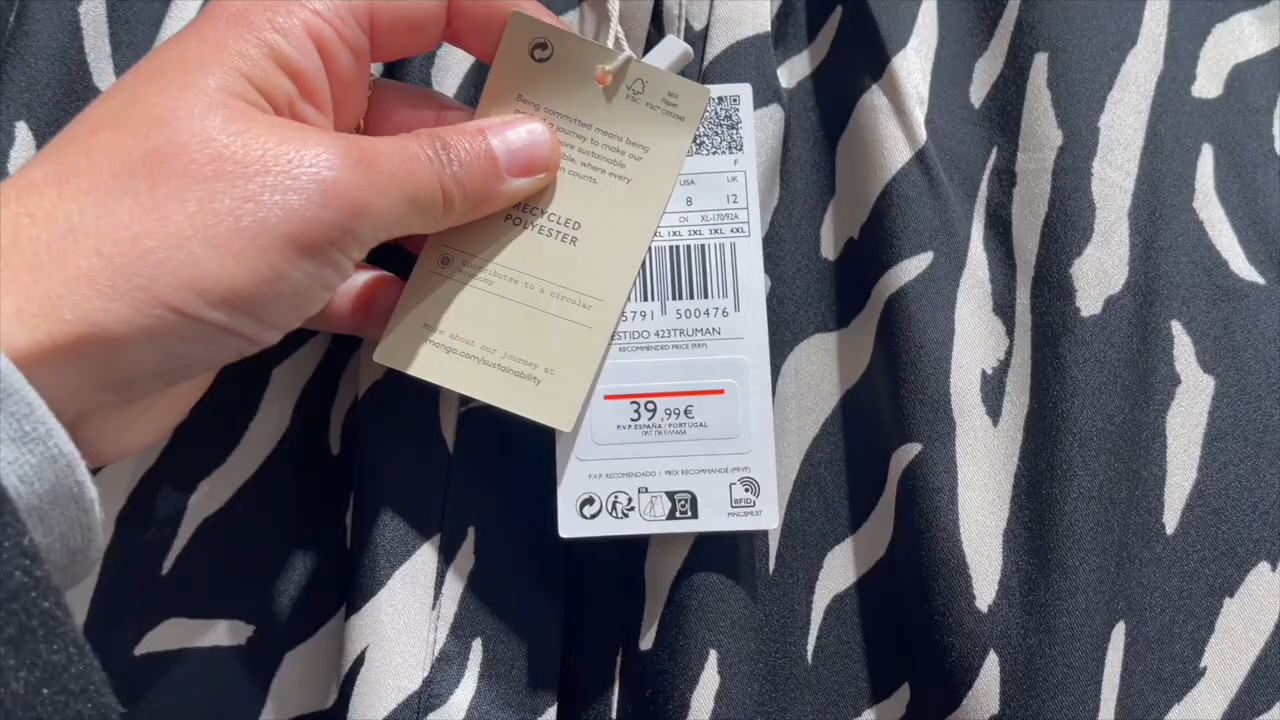 FSC
MIX
Paper
Being committed means being
journey to make our
more sustainable
where every
counts.
RECYCLED
POLYESTER
Contributes to a circular
economy
More about our journey at
mango.com/sustainability
F
USA UK
8 12
CN XL-170/92A
1XL 2XL 3XL 4XL
5791 500476
ESTIDO 423TRUMAN
RECOMMENDED PRICE (RRP)
39,99€
P.V.P. ESPAÑA / PORTUGAL
P.V.P. RECOMENDADO / PRIX RECOMMANDÉ (PRVP)
FR
RFID
MNGSML07